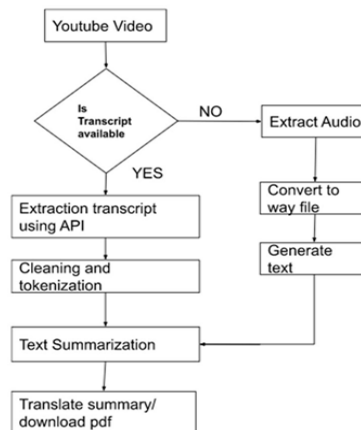 Youtube Video
Is
Transcript
available
NO
Extract Audio
YES
Convert to
way file
Extraction transcript
using API
Generate
text
Cleaning and
tokenization
Text Summarization
Translate summary/
download pdf